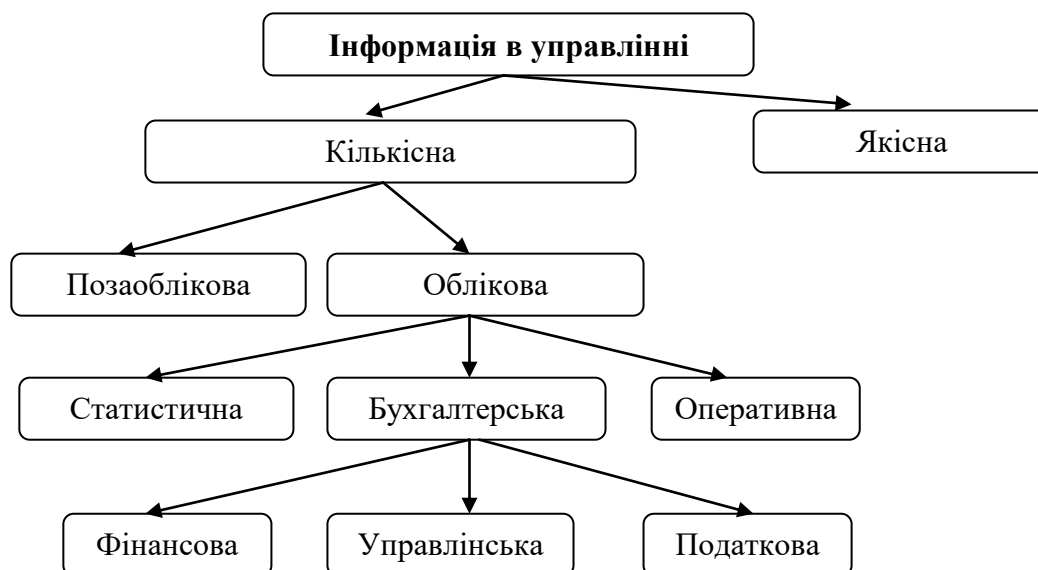 Інформація в управлінні
Кількісна
Якісна
Позаоблікова
Облікова
Статистична
Бухгалтерська
Оперативна
Фінансова
Управлінська
Податкова